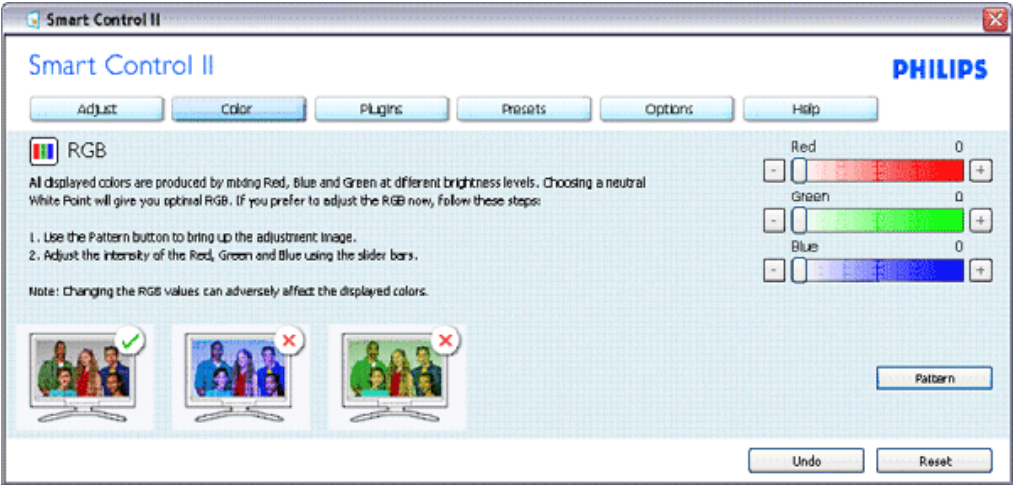 Smart Control II
Smart Control II
PHILIPS
Adjust Color Plugins Presets Options Help
RGB
All displayed colors are produced by mixing Red, Blue and Green at different brightness levels. Choosing a neutral
White Point will give you optimal RGB. If you prefer to adjust the RGB now, follow these steps:
1. Use the Pattern button to bring up the adjustment image.
2. Adjust the intensity of the Red, Green and Blue using the slider bars.
Note: Changing the RGB values can adversely affect the displayed colors.
Red 0
- +
Green 0
- +
Blue 0
- +
Pattern
Undo Reset